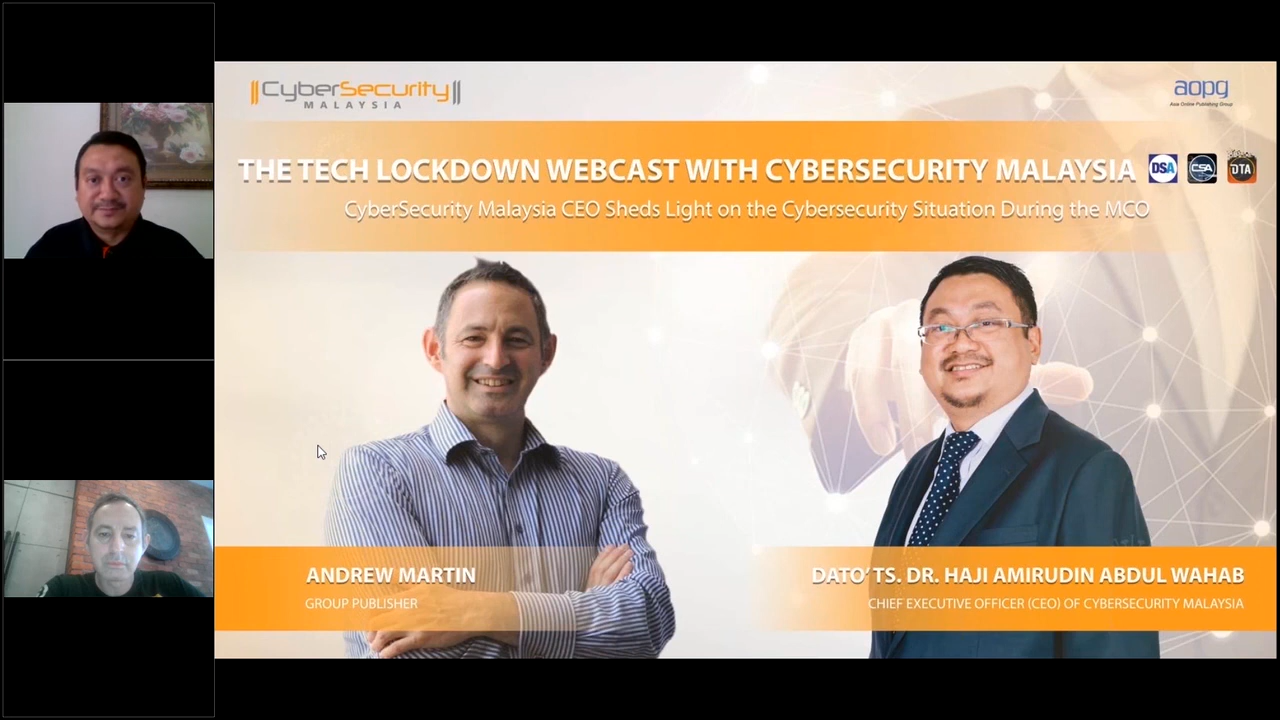 CyberSecurity
MALAYSIA
aopg
Asia Online Publishing Group
THE TECH LOCKDOWN WEBCAST WITH CYBERSECURITY MALAYSIA
DSA
CSA
DTA
CyberSecurity Malaysia CEO Sheds Light on the Cybersecurity Situation During the MCO
ANDREW MARTIN
GROUP PUBLISHER
DATO' TS. DR. HAJI AMIRUDIN ABDUL WAHAB
CHIEF EXECUTIVE OFFICER (CEO) OF CYBERSECURITY MALAYSIA